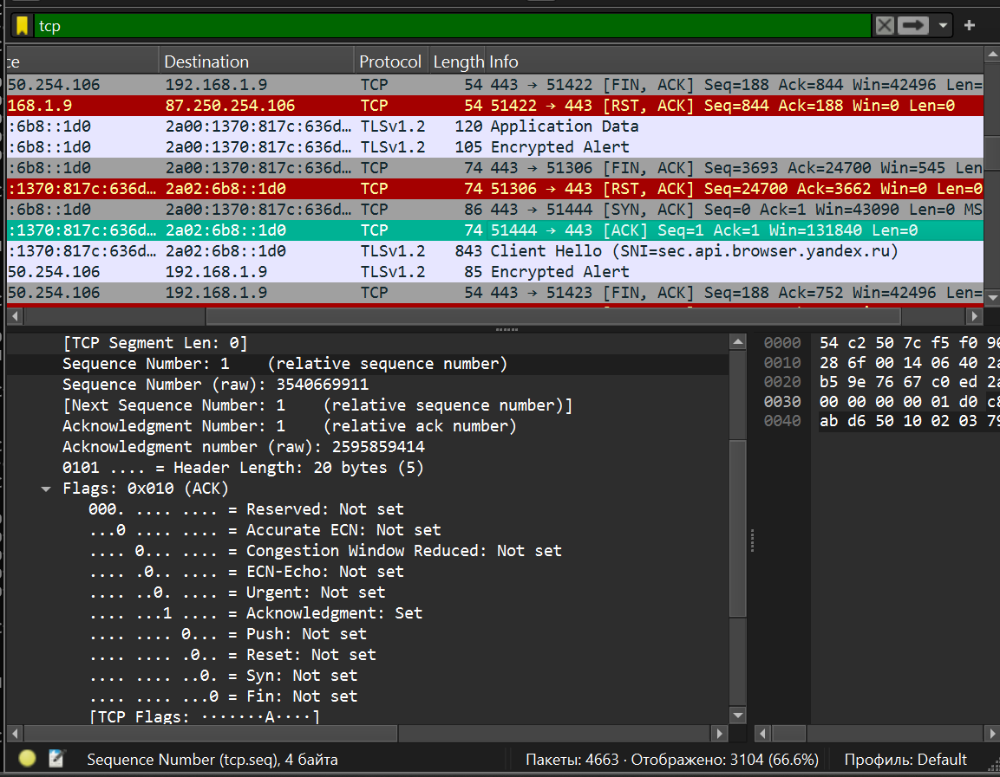 tcp
ce Destination Protocol Length Info
50.254.106 192.168.1.9 TCP 54 443 → 51422 [FIN, ACK] Seq=188 Ack=844 Win=42496 Len=
168.1.9 87.250.254.106 TCP 54 51422 → 443 [RST, ACK] Seq=844 Ack=188 Win=0 Len=0
:6b8::1d0 2a00:1370:817c:636d… TLSv1.2 120 Application Data
:6b8::1d0 2a00:1370:817c:636d… TLSv1.2 105 Encrypted Alert
:6b8::1d0 2a00:1370:817c:636d… TCP 74 443 → 51306 [FIN, ACK] Seq=3693 Ack=24700 Win=545 Len
:1370:817c:636d… 2a02:6b8::1d0 TCP 74 51306 → 443 [RST, ACK] Seq=24700 Ack=3662 Win=0 Len=0
:6b8::1d0 2a00:1370:817c:636d… TCP 86 443 → 51444 [SYN, ACK] Seq=0 Ack=1 Win=43090 Len=0 MS
:1370:817c:636d… 2a02:6b8::1d0 TCP 74 51444 → 443 [ACK] Seq=1 Ack=1 Win=131840 Len=0
:1370:817c:636d… 2a02:6b8::1d0 TLSv1.2 843 Client Hello (SNI=sec.api.browser.yandex.ru)
50.254.106 192.168.1.9 TLSv1.2 85 Encrypted Alert
50.254.106 192.168.1.9 TCP 54 443 → 51423 [FIN, ACK] Seq=188 Ack=752 Win=42496 Len=
[TCP Segment Len: 0]
Sequence Number: 1 (relative sequence number)
Sequence Number (raw): 3540669911
[Next Sequence Number: 1 (relative sequence number)]
Acknowledgment Number: 1 (relative ack number)
Acknowledgment number (raw): 2595859414
0101 .... = Header Length: 20 bytes (5)
Flags: 0x010 (ACK)
000. .... .... = Reserved: Not set
...0 .... .... = Accurate ECN: Not set
.... 0... .... = Congestion Window Reduced: Not set
.... .0.. .... = ECN-Echo: Not set
.... ..0. .... = Urgent: Not set
.... ...1 .... = Acknowledgment: Set
.... .... 0... = Push: Not set
.... .... .0.. = Reset: Not set
.... .... ..0. = Syn: Not set
.... .... ...0 = Fin: Not set
[TCP Flags: ·······A····]
0000 54 c2 50 7c f5 f0 90
0010 28 6f 00 14 06 40 2a
0020 b5 9e 76 67 c0 ed 2a
0030 00 00 00 00 01 d0 c8
0040 ab d6 50 10 02 03 79
Sequence Number (tcp.seq), 4 байта
Пакеты: 4663 · Отображено: 3104 (66.6%)
Профиль: Default